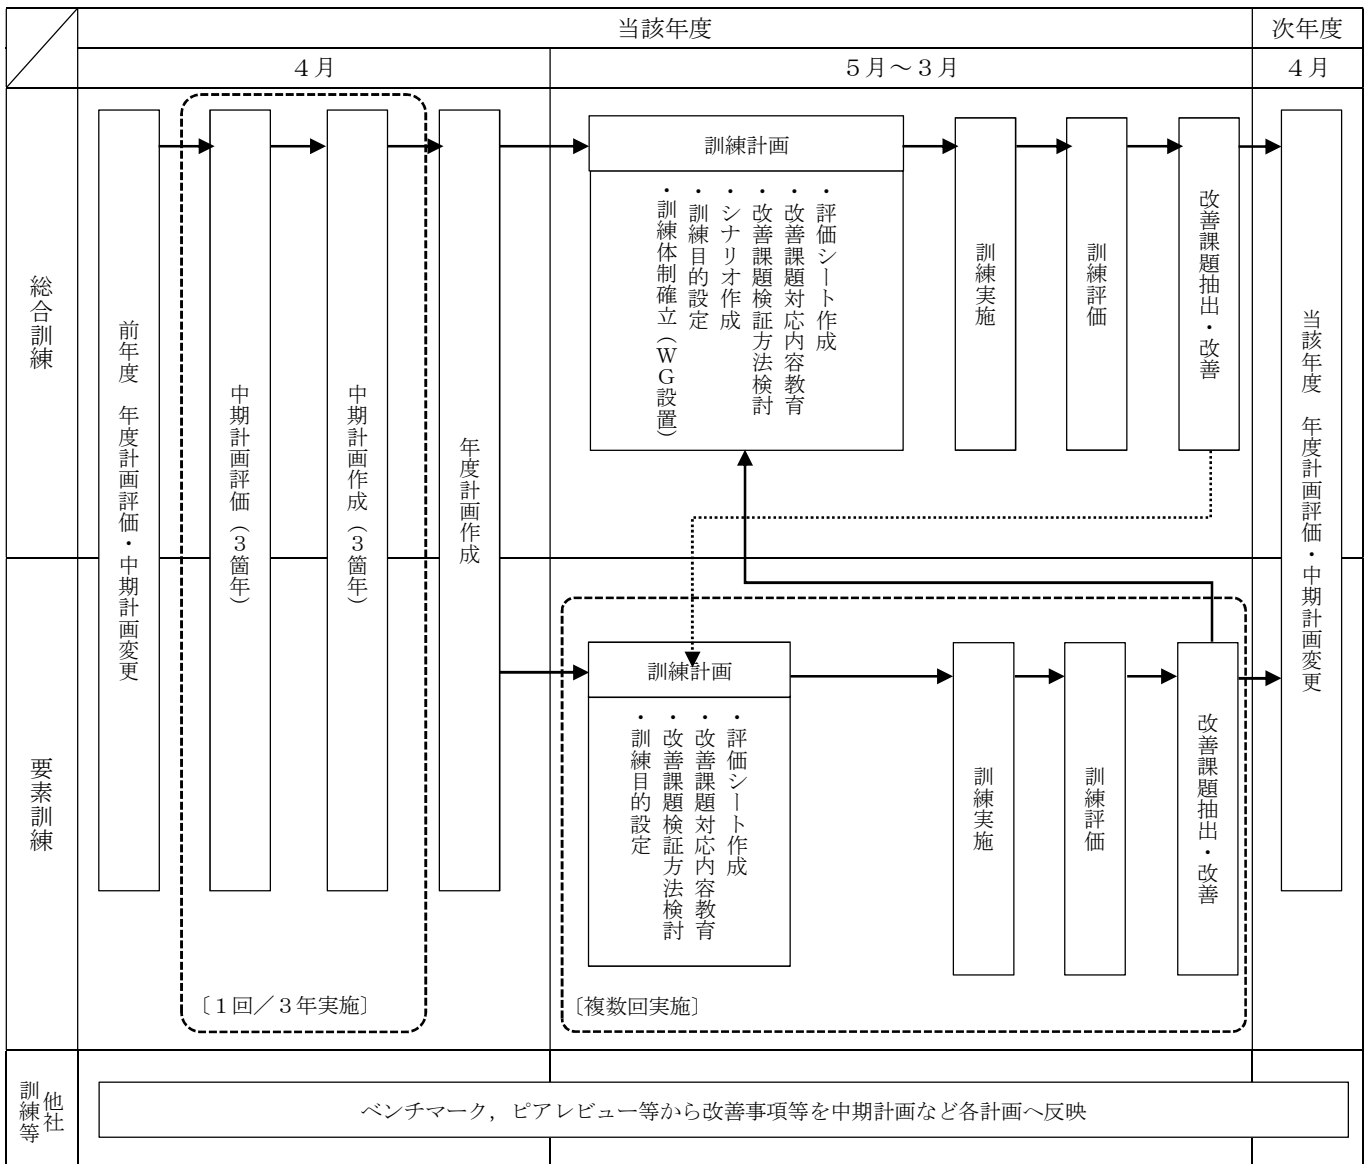 当該年度
次年度
４月
５月～３月
４月
総合訓練
前年度　年度計画評価・中期計画変更
中期計画評価（３箇年）
中期計画作成（３箇年）
年度計画作成
訓練計画
・訓練体制確立（ＷＧ設置）
・訓練目的設定
・シナリオ作成
・改善課題検証方法検討
・改善課題対応内容教育
・評価シート作成
訓練実施
訓練評価
改善課題抽出・改善
当該年度　年度計画評価・中期計画変更
要素訓練
訓練計画
・訓練目的設定
・改善課題検証方法検討
・改善課題対応内容教育
・評価シート作成
訓練実施
訓練評価
改善課題抽出・改善
〔１回／３年実施〕
〔複数回実施〕
他社
訓練等
ベンチマーク，ピアレビュー等から改善事項等を中期計画など各計画へ反映